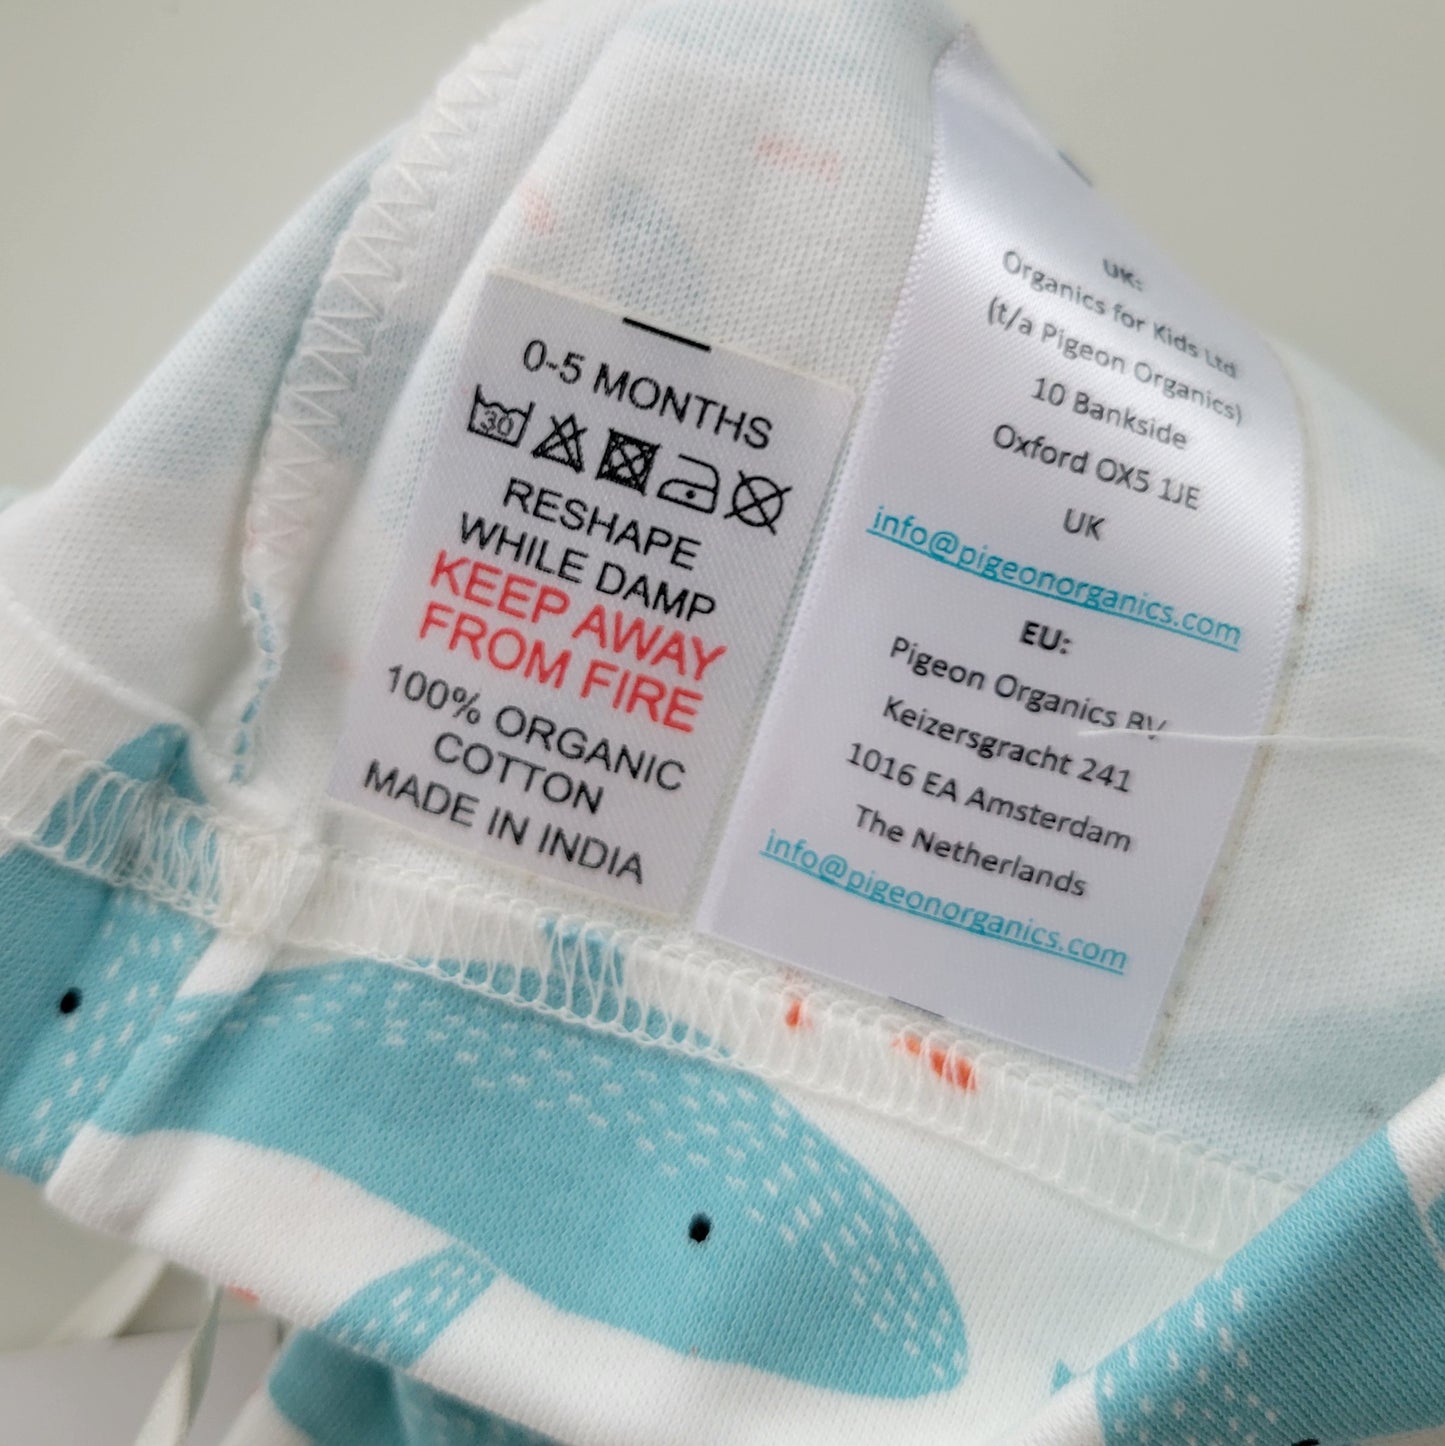 0-5 MONTHS
30
RESHAPE
WHILE DAMP
KEEP AWAY
FROM FIRE
100% ORGANIC
COTTON
MADE IN INDIA
UK:
Organics for Kids Ltd
(t/a Pigeon Organics)
10 Bankside
Oxford OX5 1JE
UK
info@pigeonorganics.com
EU:
Pigeon Organics BV
Keizersgracht 241
1016 EA Amsterdam
The Netherlands
info@pigeonorganics.com